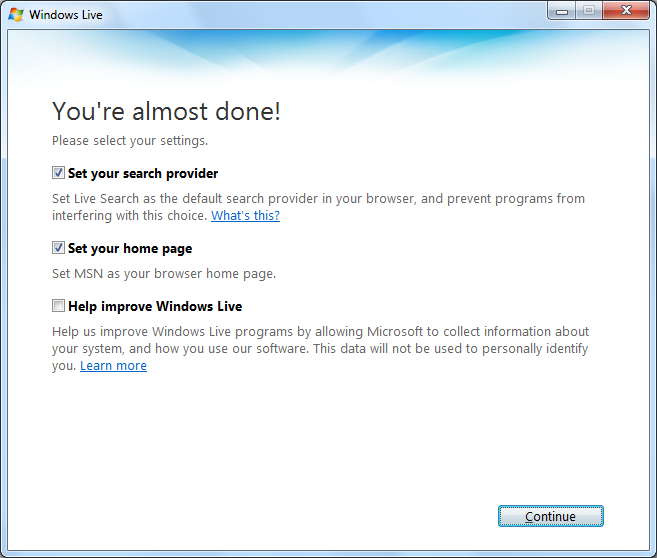 Windows Live
You're almost done!
Please select your settings.
Set your search provider
Set Live Search as the default search provider in your browser, and prevent programs from
interfering with this choice. What's this?
Set your home page
Set MSN as your browser home page.
Help improve Windows Live
Help us improve Windows Live programs by allowing Microsoft to collect information about
your system, and how you use our software. This data will not be used to personally identify
you. Learn more
Continue